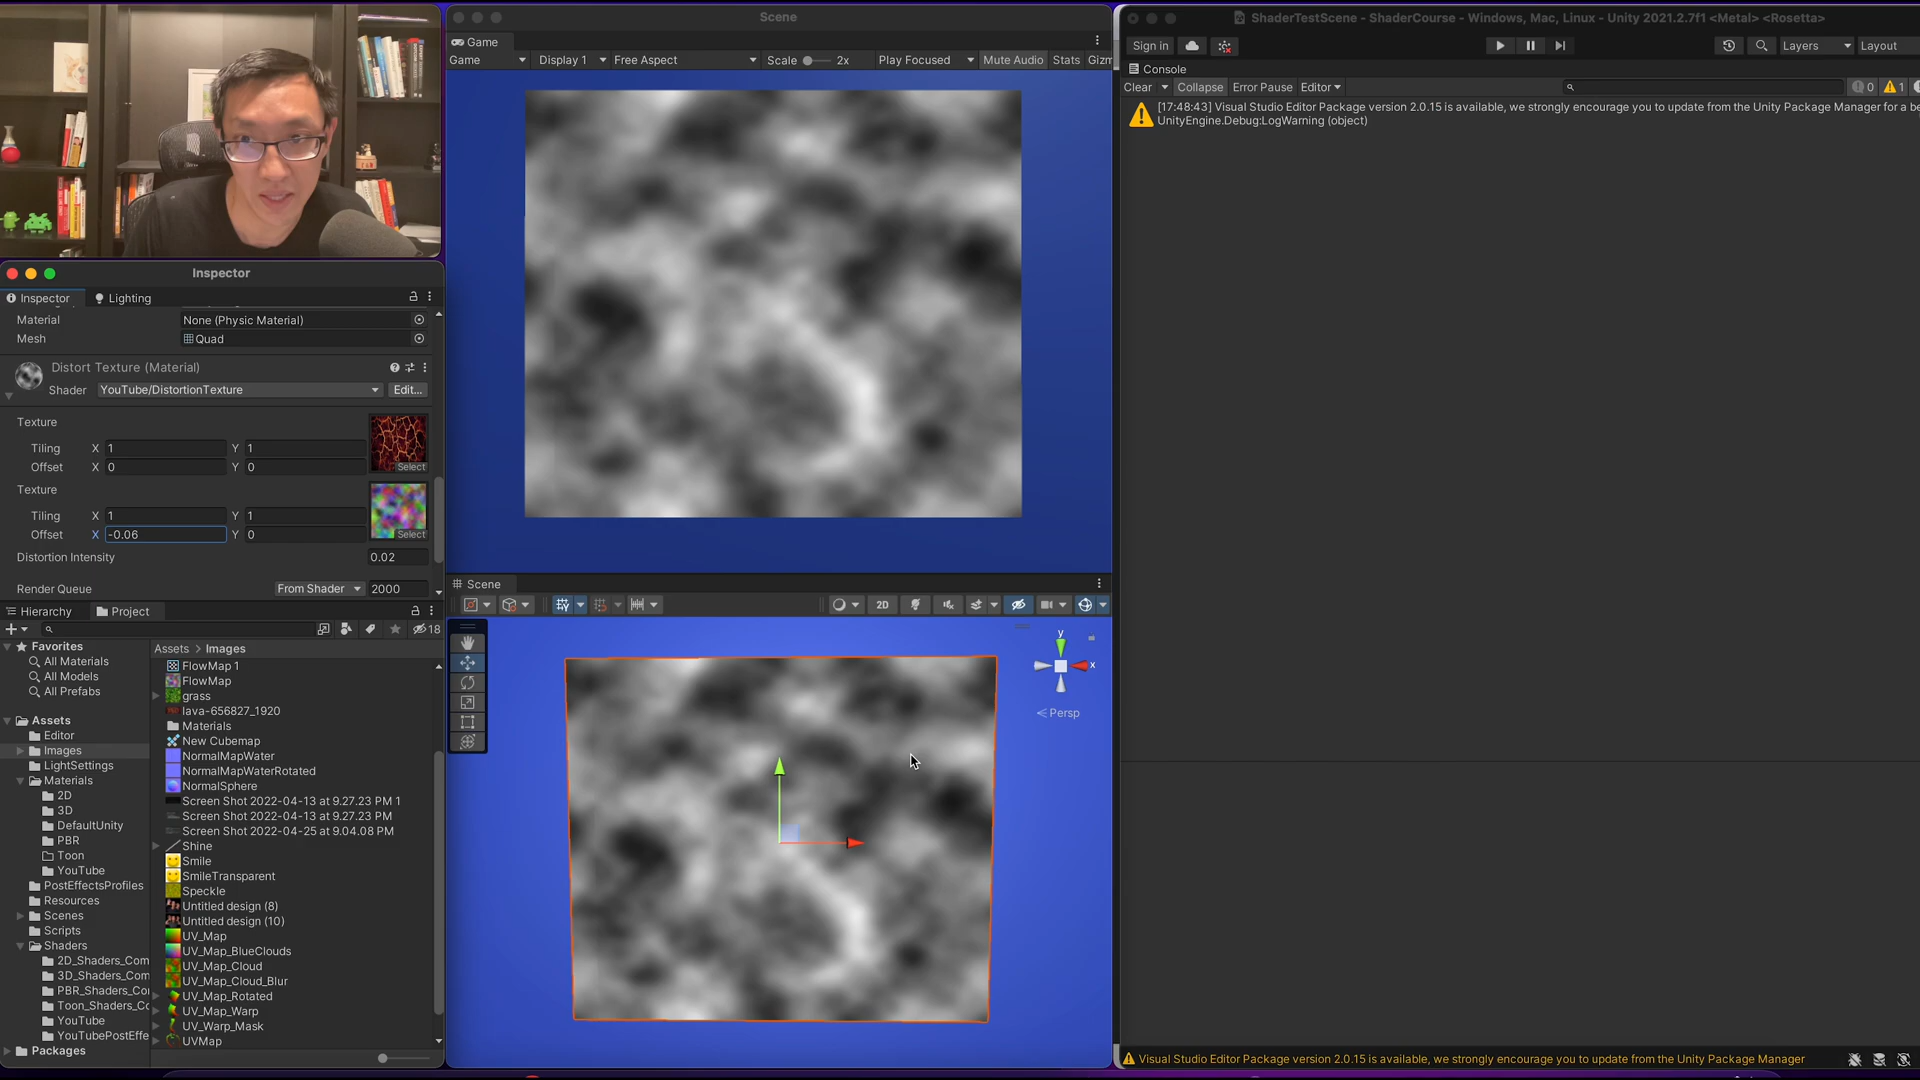 Scene
ShaderTestScene - ShaderCourse - Windows, Mac, Linux - Unity 2021.2.7f1 <Metal> <Rosetta>
Game
Game
Display 1
Free Aspect
Scale
2x
Play Focused
Mute Audio
Stats
Gizm
Sign in
Layers
Layout
Console
Clear
Collapse
Error Pause
Editor
0
1
[17:48:43] Visual Studio Editor Package version 2.0.15 is available, we strongly encourage you to update from the Unity Package Manager for a be
UnityEngine.Debug:LogWarning (object)
Inspector
Inspector
Lighting
Material
None (Physic Material)
Mesh
Quad
Distort Texture (Material)
Shader
YouTube/DistortionTexture
Edit...
Texture
Tiling X 1 Y 1
Offset X 0 Y 0
Select
Texture
Tiling X 1 Y 1
Offset X -0.06 Y 0
Select
Distortion Intensity 0.02
Render Queue From Shader 2000
Hierarchy
Project
18
Favorites
All Materials
All Models
All Prefabs
Assets
Editor
Images
LightSettings
Materials
2D
3D
DefaultUnity
PBR
Toon
YouTube
PostEffectsProfiles
Resources
Scenes
Scripts
Shaders
2D_Shaders_Com
3D_Shaders_Com
PBR_Shaders_Co
Toon_Shaders_Co
YouTube
YouTubePostEffe
Packages
Assets Images
FlowMap 1
FlowMap
grass
lava-656827_1920
Materials
New Cubemap
NormalMapWater
NormalMapWaterRotated
NormalSphere
Screen Shot 2022-04-13 at 9.27.23 PM 1
Screen Shot 2022-04-13 at 9.27.23 PM
Screen Shot 2022-04-25 at 9.04.08 PM
Shine
Smile
SmileTransparent
Speckle
Untitled design (8)
Untitled design (10)
UV_Map
UV_Map_BlueClouds
UV_Map_Cloud
UV_Map_Cloud_Blur
UV_Map_Rotated
UV_Map_Warp
UV_Warp_Mask
UVMap
Scene
2D
y
x
Persp
Visual Studio Editor Package version 2.0.15 is available, we strongly encourage you to update from the Unity Package Manager